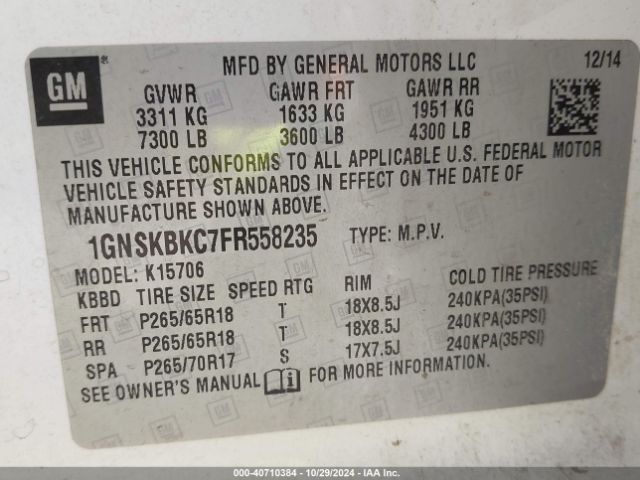 GM ® MFD BY GENERAL MOTORS LLC 12/14
GVWR GAWR FRT GAWR RR
3311 KG 1633 KG 1951 KG
7300 LB 3600 LB 4300 LB
THIS VEHICLE CONFORMS TO ALL APPLICABLE U.S. FEDERAL MOTOR
VEHICLE SAFETY STANDARDS IN EFFECT ON THE DATE OF
MANUFACTURE SHOWN ABOVE.
1GNSKBKC7FR558235 TYPE: M.P.V.
MODEL: K15706
KBBD TIRE SIZE SPEED RTG RIM COLD TIRE PRESSURE
FRT P265/65R18 T 18X8.5J 240KPA(35PSI)
RR P265/65R18 T 18X8.5J 240KPA(35PSI)
SPA P265/70R17 S 17X7.5J 240KPA(35PSI)
SEE OWNER'S MANUAL FOR MORE INFORMATION.
000-40710384 - 10/29/2024 - IAA Inc.